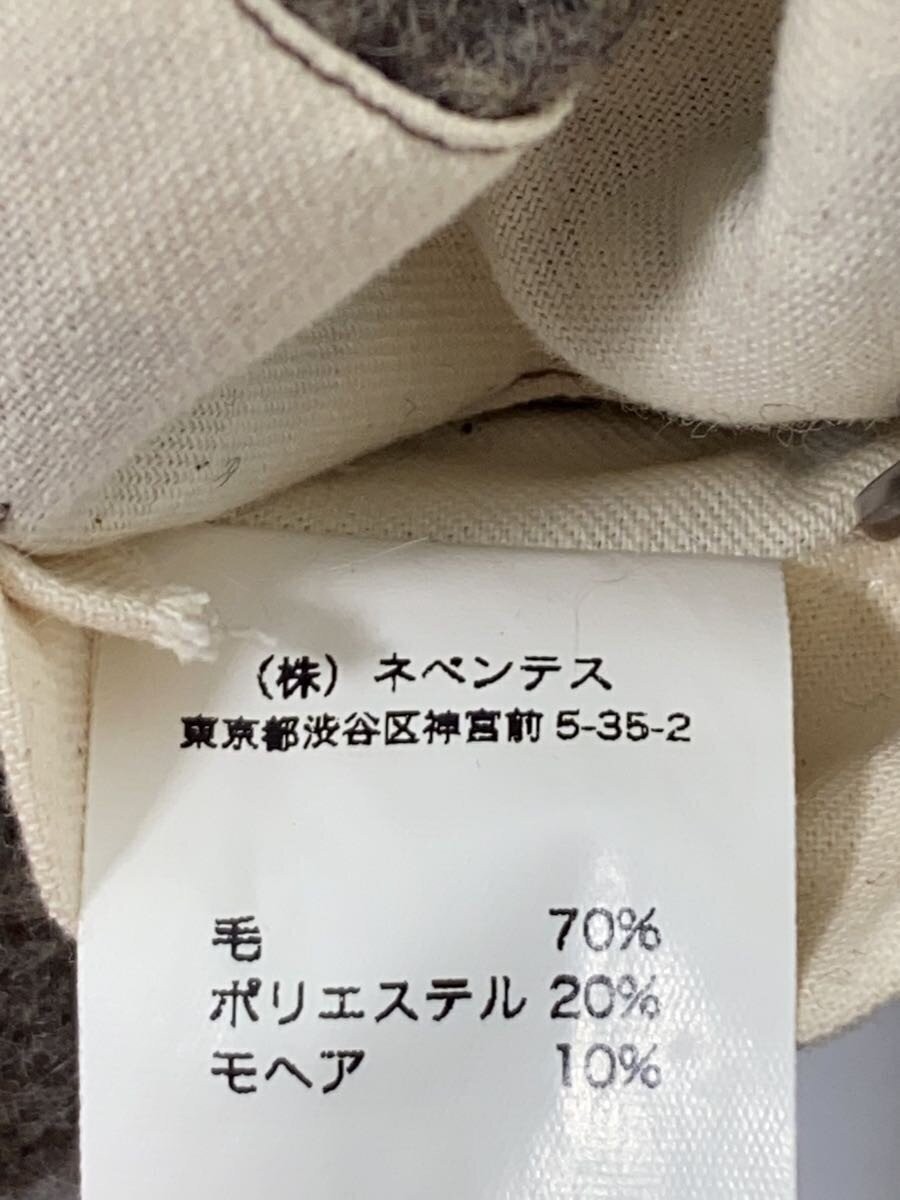 (株) ネペンテス
東京都渋谷区神宮前 5-35-2
毛 70%
ポリエステル 20%
モヘア 10%